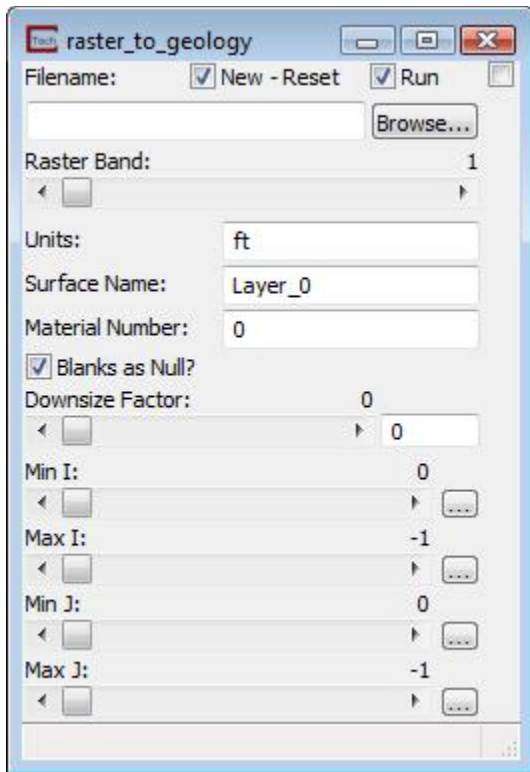 Tech raster_to_geology
Filename: New - Reset Run
Browse...
Raster Band: 1
Units: ft
Surface Name: Layer_0
Material Number: 0
Blanks as Null?
Downsize Factor: 0
0
Min I: 0
...
Max I: -1
...
Min J: 0
...
Max J: -1
...